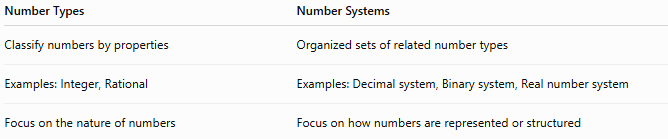 Number Types Number Systems
Classify numbers by properties Organized sets of related number types
Examples: Integer, Rational Examples: Decimal system, Binary system, Real number system
Focus on the nature of numbers Focus on how numbers are represented or structured